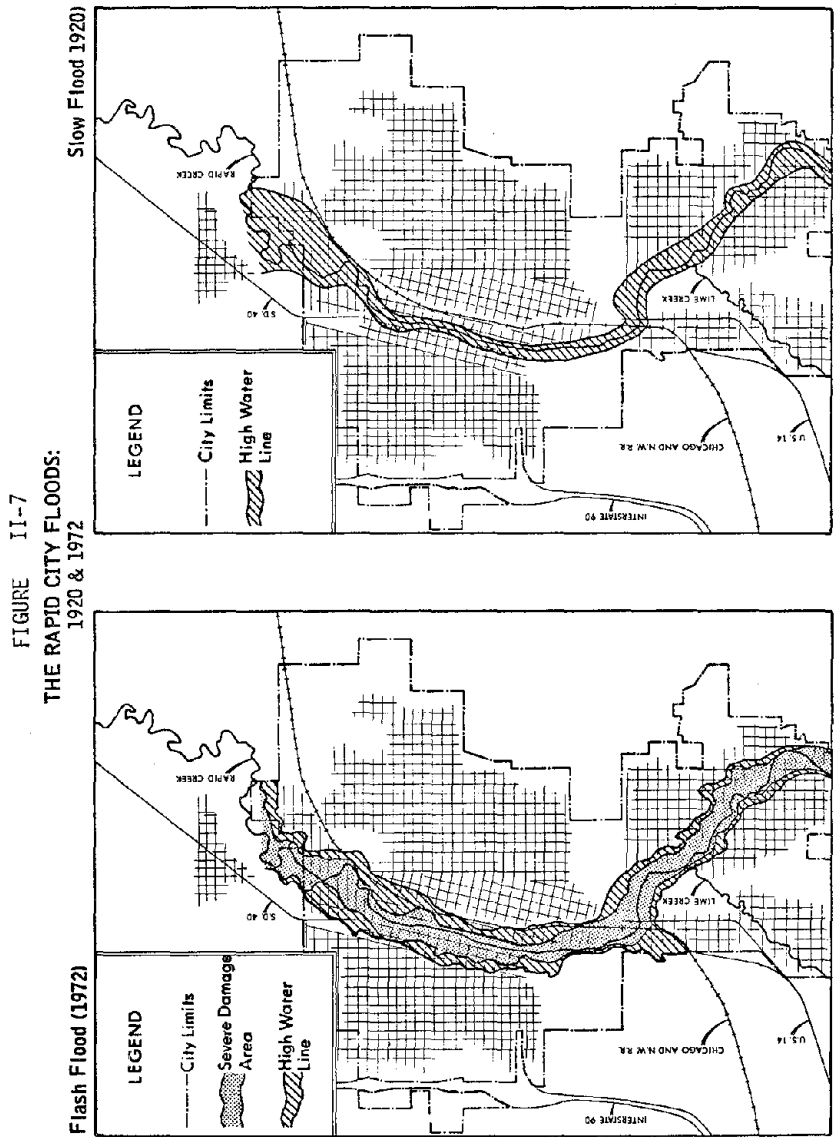 FIGURE II-7
THE RAPID CITY FLOODS:
1920 & 1972
Flash Flood (1972)
LEGEND
City Limits
Severe Damage
Area
High Water
Line
S.D. 40
RAPID CREEK
LIME CREEK
CHICAGO AND N.W. R.R.
U.S. 14
INTERSTATE 90
Slow Flood 1920)
LEGEND
City Limits
High Water
Line
S.D. 40
RAPID CREEK
LIME CREEK
CHICAGO AND N.W. R.R.
U.S. 14
INTERSTATE 90